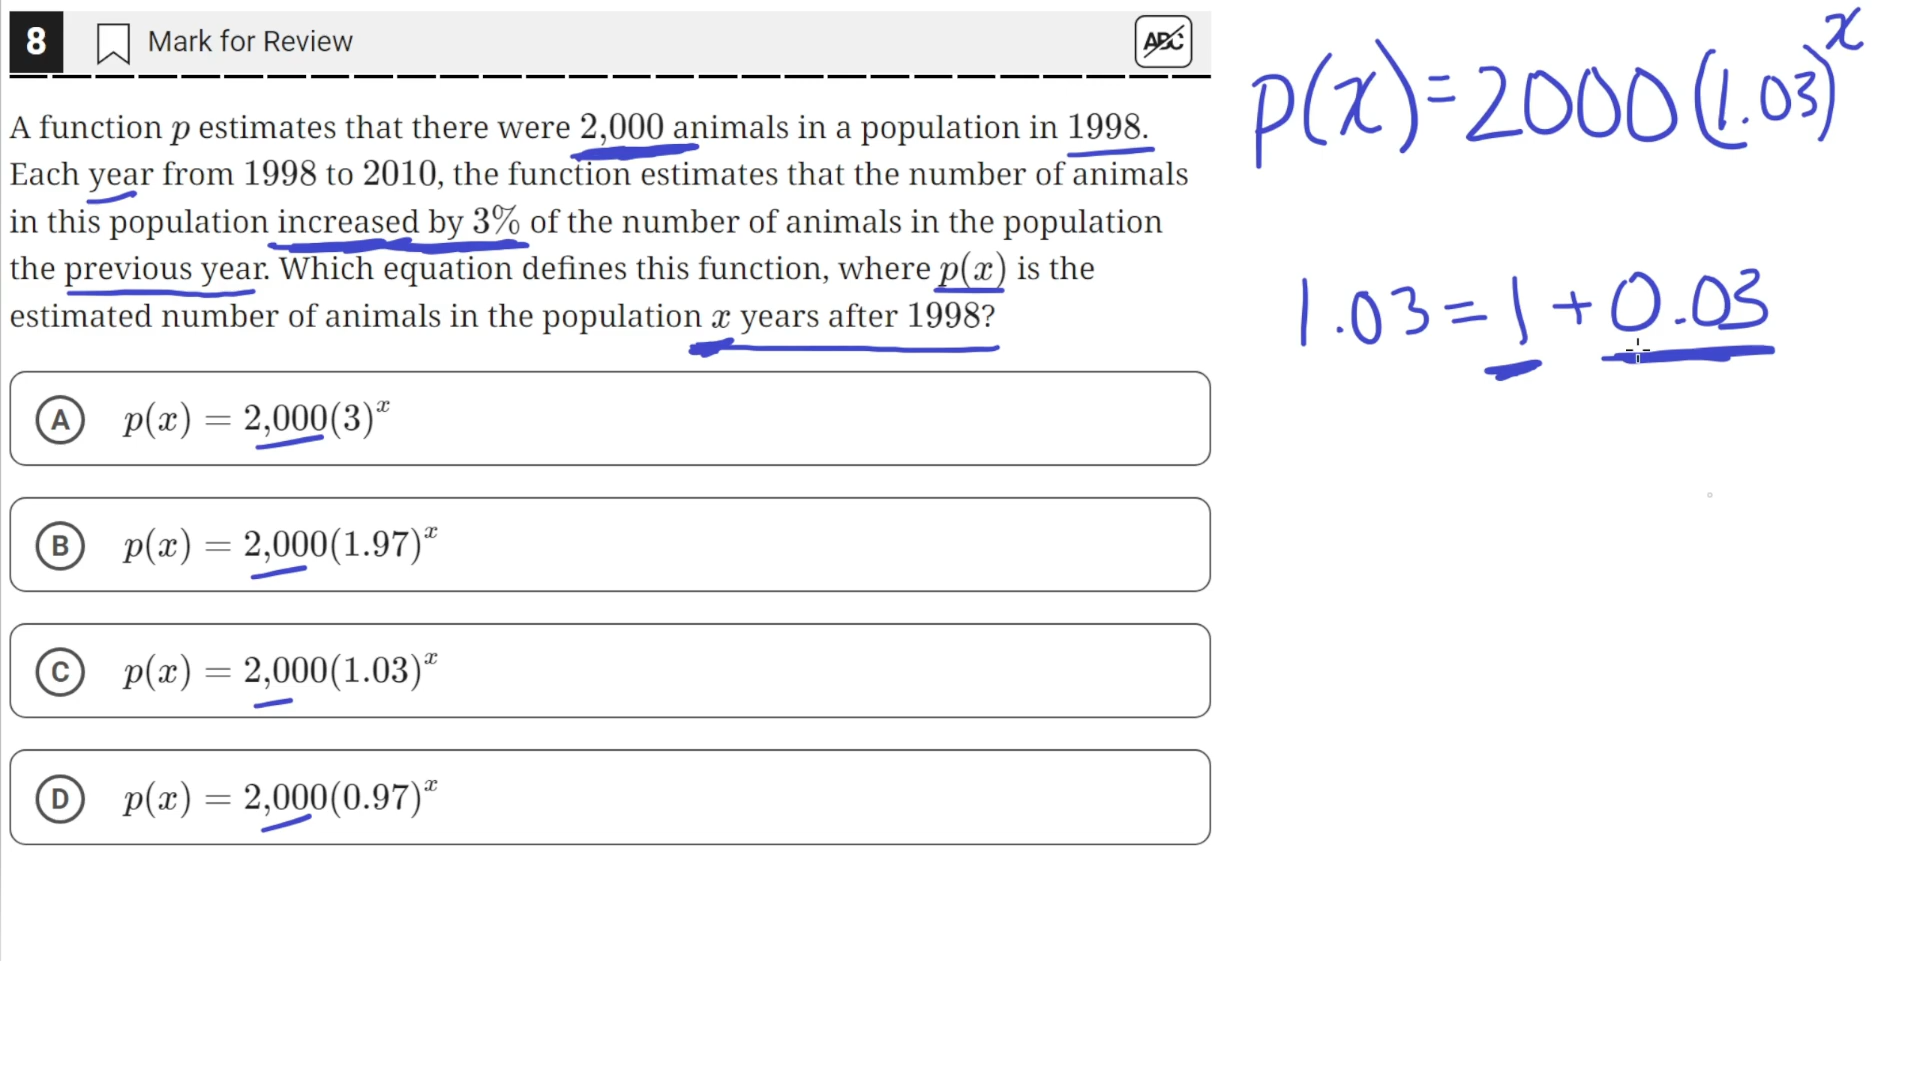 8 Mark for Review ABC
A function p estimates that there were 2,000 animals in a population in 1998.
Each year from 1998 to 2010, the function estimates that the number of animals
in this population increased by 3% of the number of animals in the population
the previous year. Which equation defines this function, where p(x) is the
estimated number of animals in the population x years after 1998?
A p(x) = 2,000(3)^x
B p(x) = 2,000(1.97)^x
C p(x) = 2,000(1.03)^x
D p(x) = 2,000(0.97)^x
p(x) = 2000(1.03)^x
1.03 = 1 + 0.03